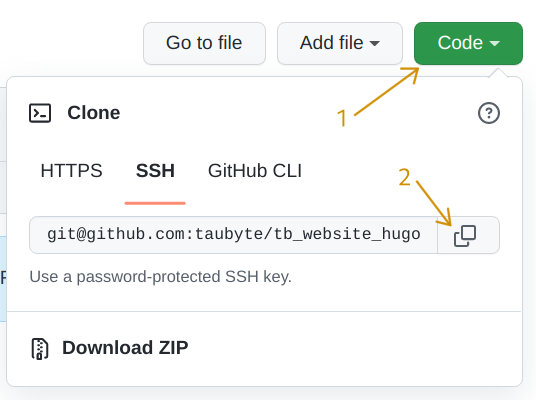 Go to file
Add file
Code
1
Clone
HTTPS
SSH
GitHub CLI
2
git@github.com:taubyte/tb_website_hugo
Use a password-protected SSH key.
Download ZIP